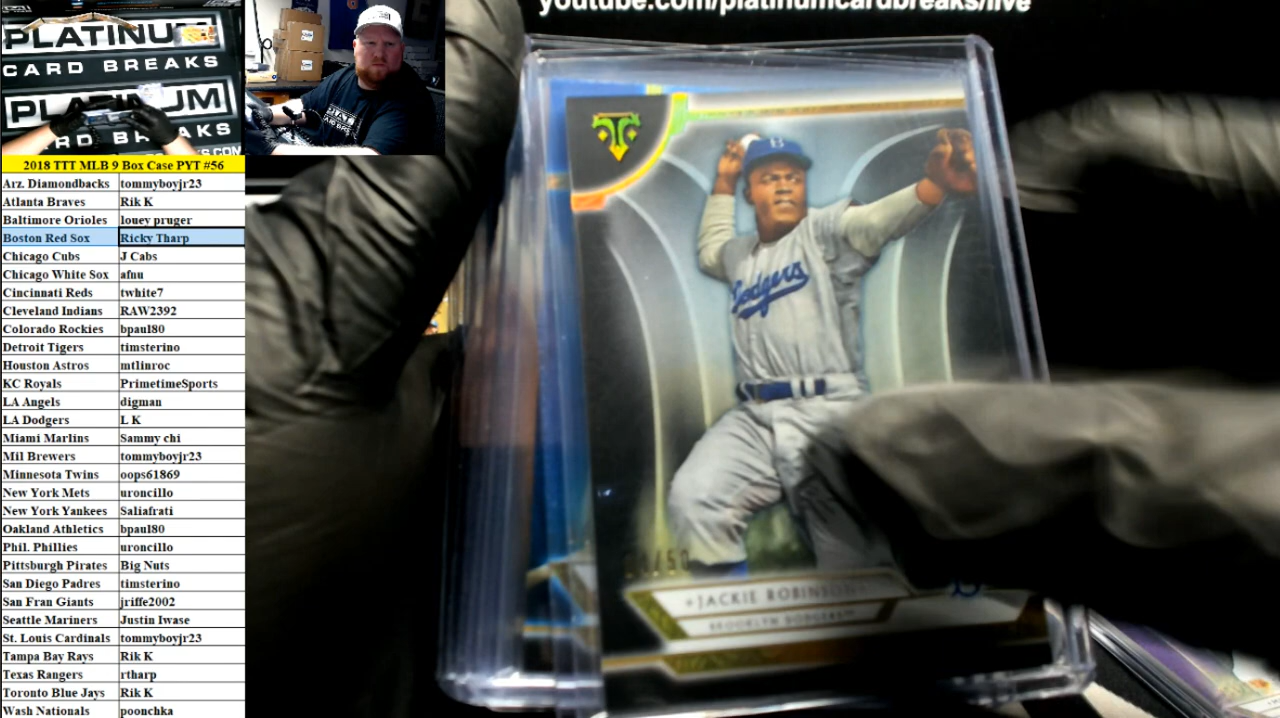 youtube.com/platinumcardbreaks/live
PLATINUM
CARD BREAKS
PLATINUM
CARD BREAKS
2018 TTT MLB 9 Box Case PYT #56
Arz. Diamondbacks tommyboyjr23
Atlanta Braves Rik K
Baltimore Orioles louey pruger
Boston Red Sox Ricky Tharp
Chicago Cubs J Cabs
Chicago White Sox afnu
Cincinnati Reds twhite7
Cleveland Indians RAW2392
Colorado Rockies bpaul80
Detroit Tigers timsterino
Houston Astros mtlinroc
KC Royals PrimetimeSports
LA Angels digman
LA Dodgers L K
Miami Marlins Sammy chi
Mil Brewers tommyboyjr23
Minnesota Twins oops61869
New York Mets uroncillo
New York Yankees Saliafrati
Oakland Athletics bpaul80
Phil. Phillies uroncillo
Pittsburgh Pirates Big Nuts
San Diego Padres timsterino
San Fran Giants jriffe2002
Seattle Mariners Justin Iwase
St. Louis Cardinals tommyboyjr23
Tampa Bay Rays Rik K
Texas Rangers rtharp
Toronto Blue Jays Rik K
Wash Nationals poonchka
B
Dodgers
/50
JACKIE ROBINSON
BROOKLYN DODGERS™